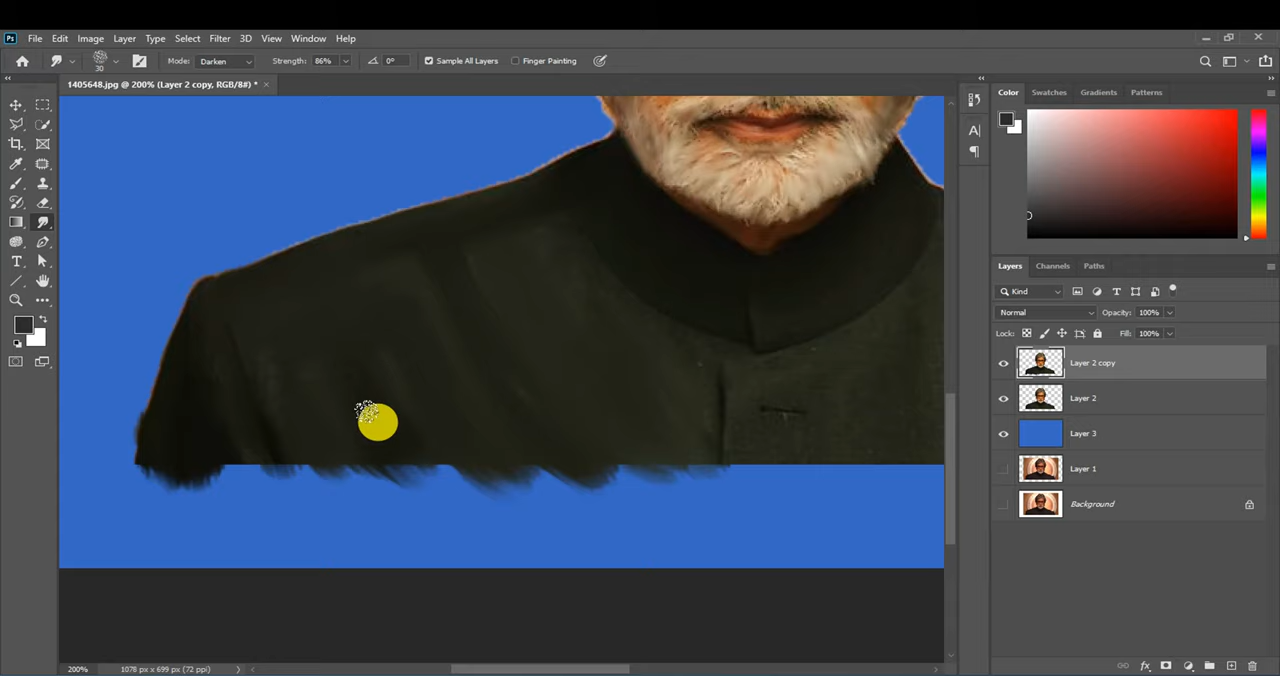 Ps File Edit Image Layer Type Select Filter 3D View Window Help
30 Mode: Darken Strength: 86% 0° Sample All Layers Finger Painting
1405648.jpg @ 200% (Layer 2 copy, RGB/8#) * ×
Color Swatches Gradients Patterns
Layers Channels Paths
Kind
Normal Opacity: 100%
Lock: Fill: 100%
Layer 2 copy
Layer 2
Layer 3
Layer 1
Background
200% 1078 px x 699 px (72 ppi)